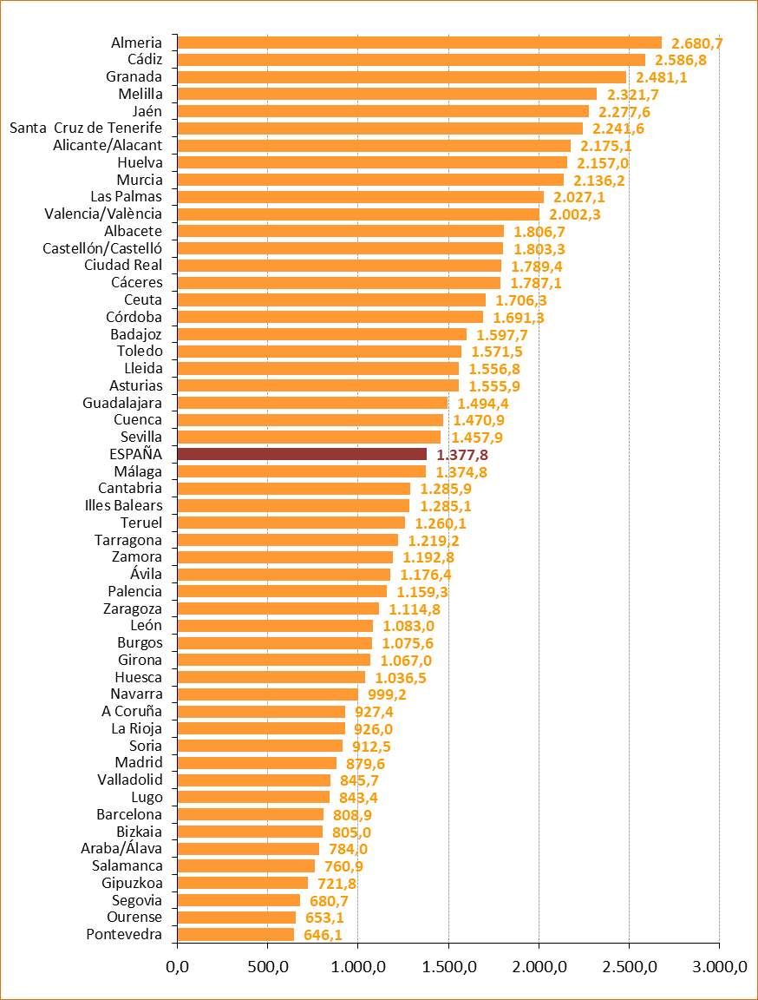 Almeria 2.680,7
Cádiz 2.586,8
Granada 2.481,1
Melilla 2.321,7
Jaén 2.277,6
Santa Cruz de Tenerife 2.241,6
Alicante/Alacant 2.175,1
Huelva 2.157,0
Murcia 2.136,2
Las Palmas 2.027,1
Valencia/València 2.002,3
Albacete 1.806,7
Castellón/Castelló 1.803,3
Ciudad Real 1.789,4
Cáceres 1.787,1
Ceuta 1.706,3
Córdoba 1.691,3
Badajoz 1.597,7
Toledo 1.571,5
Lleida 1.556,8
Asturias 1.555,9
Guadalajara 1.494,4
Cuenca 1.470,9
Sevilla 1.457,9
ESPAÑA 1.377,8
Málaga 1.374,8
Cantabria 1.285,9
Illes Balears 1.285,1
Teruel 1.260,1
Tarragona 1.219,2
Zamora 1.192,8
Ávila 1.176,4
Palencia 1.159,3
Zaragoza 1.114,8
León 1.083,0
Burgos 1.075,6
Girona 1.067,0
Huesca 1.036,5
Navarra 999,2
A Coruña 927,4
La Rioja 926,0
Soria 912,5
Madrid 879,6
Valladolid 845,7
Lugo 843,4
Barcelona 808,9
Bizkaia 805,0
Araba/Álava 784,0
Salamanca 760,9
Gipuzkoa 721,8
Segovia 680,7
Ourense 653,1
Pontevedra 646,1
0,0 500,0 1.000,0 1.500,0 2.000,0 2.500,0 3.000,0